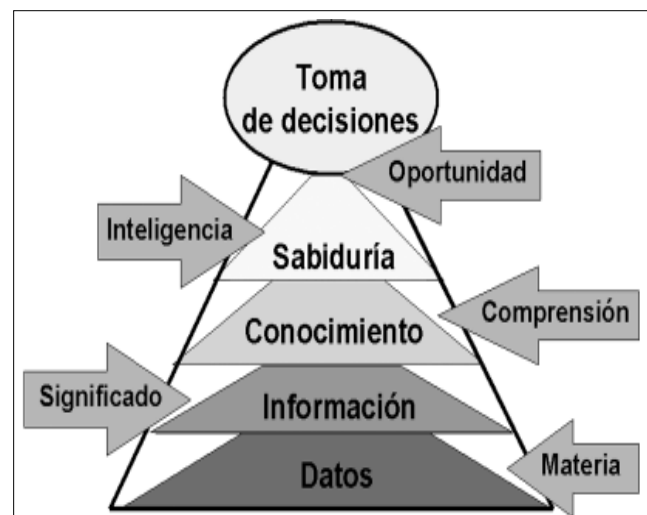 Toma
de decisiones
Oportunidad
Inteligencia
Sabiduría
Comprensión
Conocimiento
Significado
Información
Materia
Datos